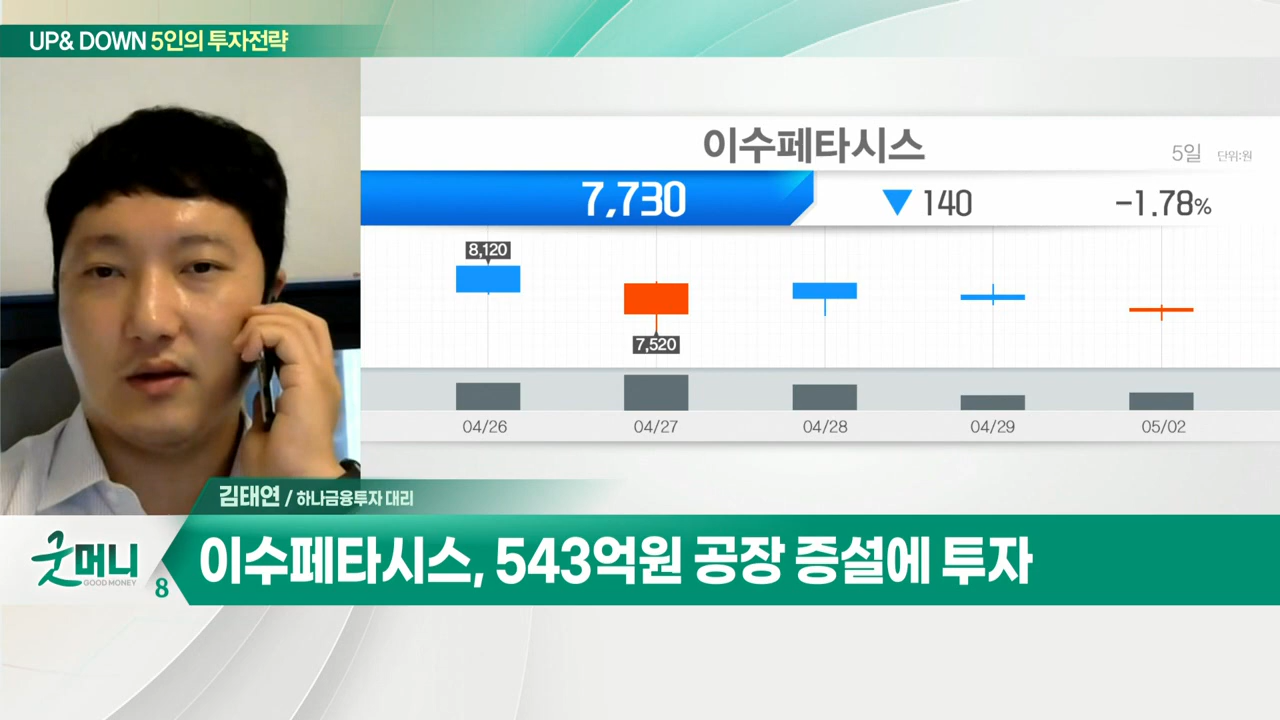 UP& DOWN 5인의 투자전략
이수페타시스
5일 단위:원
7,730 ▼ 140 -1.78%
8,120
7,520
04/26 04/27 04/28 04/29 05/02
김태연 / 하나금융투자 대리
굿머니
GOOD MONEY
8
이수페타시스, 543억원 공장 증설에 투자